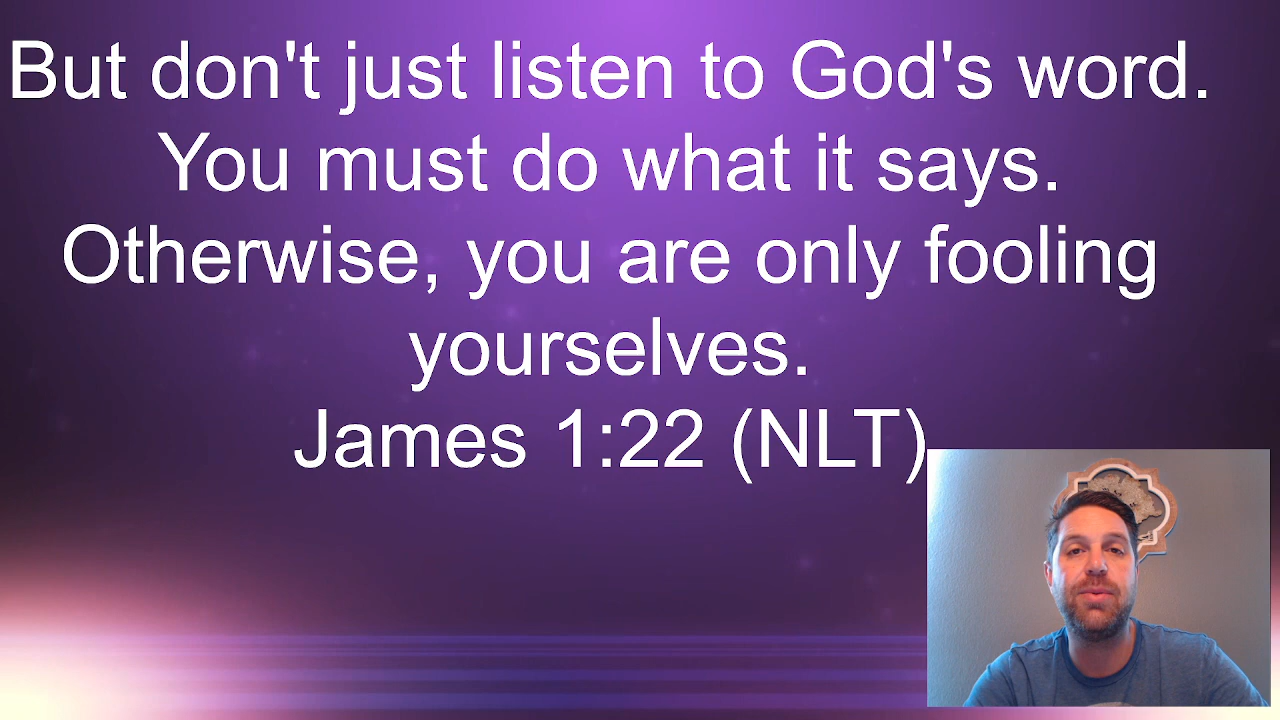 But don't just listen to God's word.
You must do what it says.
Otherwise, you are only fooling
yourselves.
James 1:22 (NLT)